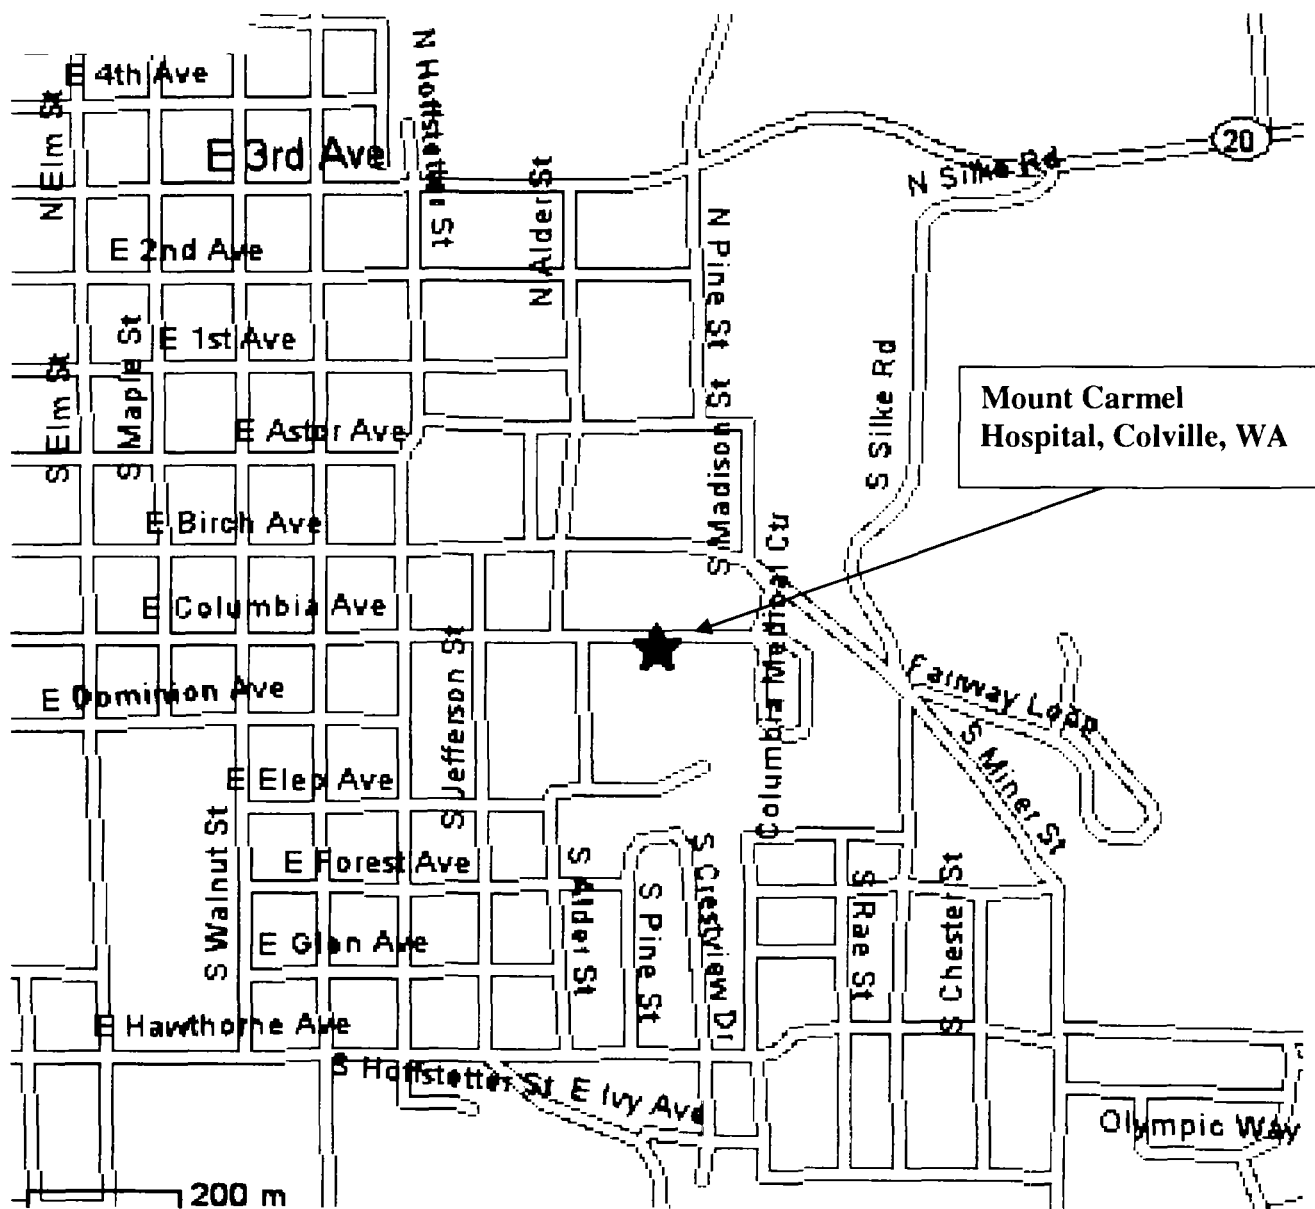 E 4th Ave
N Hoffstetter St
N Elm St
E 3rd Ave
20
N Silke Rd
N Alder St
E 2nd Ave
N Pine St
E 1st Ave
S Elm St
S Maple St
S Silke Rd
Mount Carmel
Hospital, Colville, WA
E Astor Ave
S Madison St
E Birch Ave
Columbia Medical Ctr
E Columbia Ave
S Jefferson St
E Dominion Ave
Fairway Loop
S Miner St
E Elep Ave
S Walnut St
E Forest Ave
S Alder St
S Pine St
S Crestview Dr
S Rae St
S Chester St
E Glen Ave
E Hawthorne Ave
S Hoffstetter St
E Ivy Ave
Olympic Way
200 m